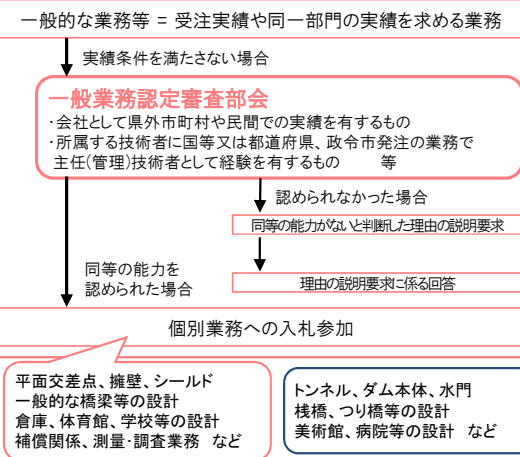 一般的な業務等 = 受注実績や同一部門の実績を求める業務
実績条件を満たさない場合
一般業務認定審査部会
・会社として県外市町村や民間での実績を有するもの
・所属する技術者に国等又は都道府県、政令市発注の業務で
主任(管理)技術者として経験を有するもの 等
認められなかった場合
同等の能力がないと判断した理由の説明要求
同等の能力を
認められた場合
理由の説明要求に係る回答
個別業務への入札参加
平面交差点、擁壁、シールド
一般的な橋梁等の設計
倉庫、体育館、学校等の設計
補償関係、測量・調査業務 など
トンネル、ダム本体、水門
桟橋、つり橋等の設計
美術館、病院等の設計 など